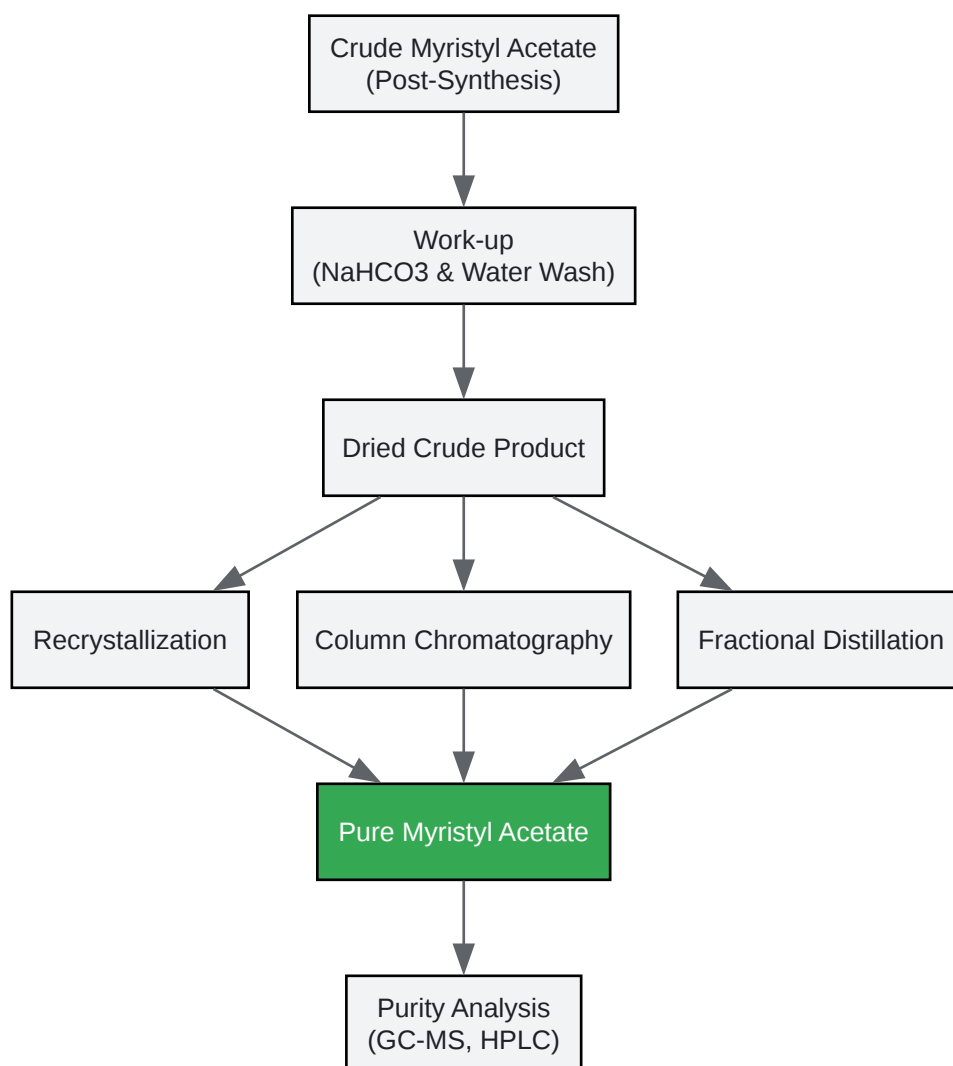 Crude Myristyl Acetate
(Post-Synthesis)
Work-up
(NaHCO3 & Water Wash)
Dried Crude Product
Recrystallization
Column Chromatography
Fractional Distillation
Pure Myristyl Acetate
Purity Analysis
(GC-MS, HPLC)